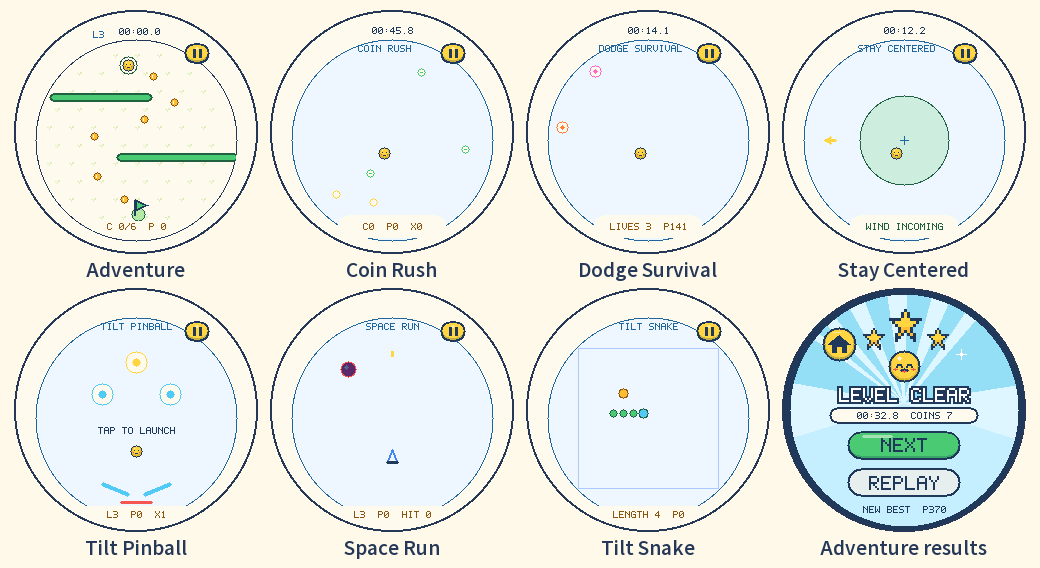 L3 00:00.0
C 0/6 P 0
Adventure
00:45.8
COIN RUSH
C0 P0 X0
Coin Rush
00:14.1
DODGE SURVIVAL
LIVES 3 P141
Dodge Survival
00:12.2
STAY CENTERED
WIND INCOMING
Stay Centered
TILT PINBALL
TAP TO LAUNCH
L3 P0 X1
Tilt Pinball
SPACE RUN
L3 P0 HIT 0
Space Run
TILT SNAKE
LENGTH 4 P0
Tilt Snake
LEVEL CLEAR
00:32.8 COINS 7
NEXT
REPLAY
NEW BEST P370
Adventure results